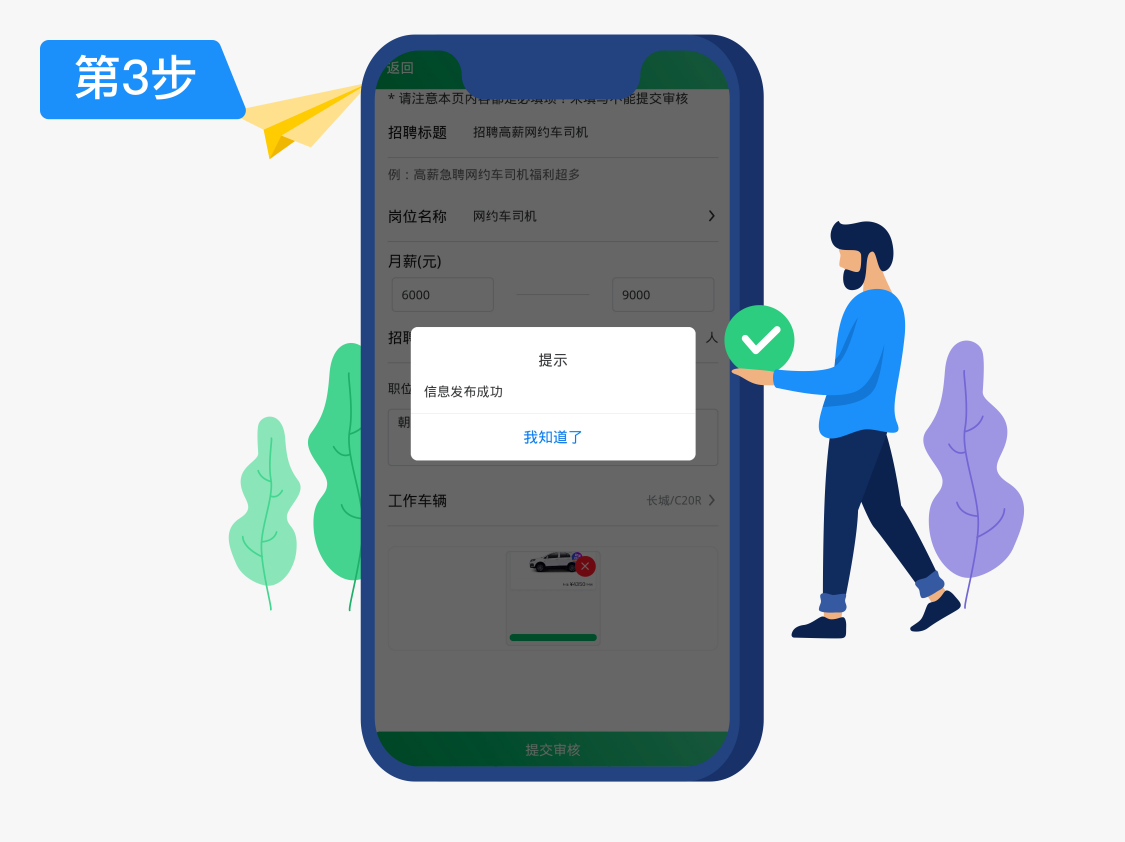 第3步
返回
* 请注意本页内容都是必填项！未填写不能提交审核
招聘标题 招聘高薪网约车司机
例：高薪急聘网约车司机福利超多
岗位名称 网约车司机
月薪(元)
6000 9000
招聘 人
提示
职位
信息发布成功
朝
我知道了
工作车辆 长城/C20R
提交审核